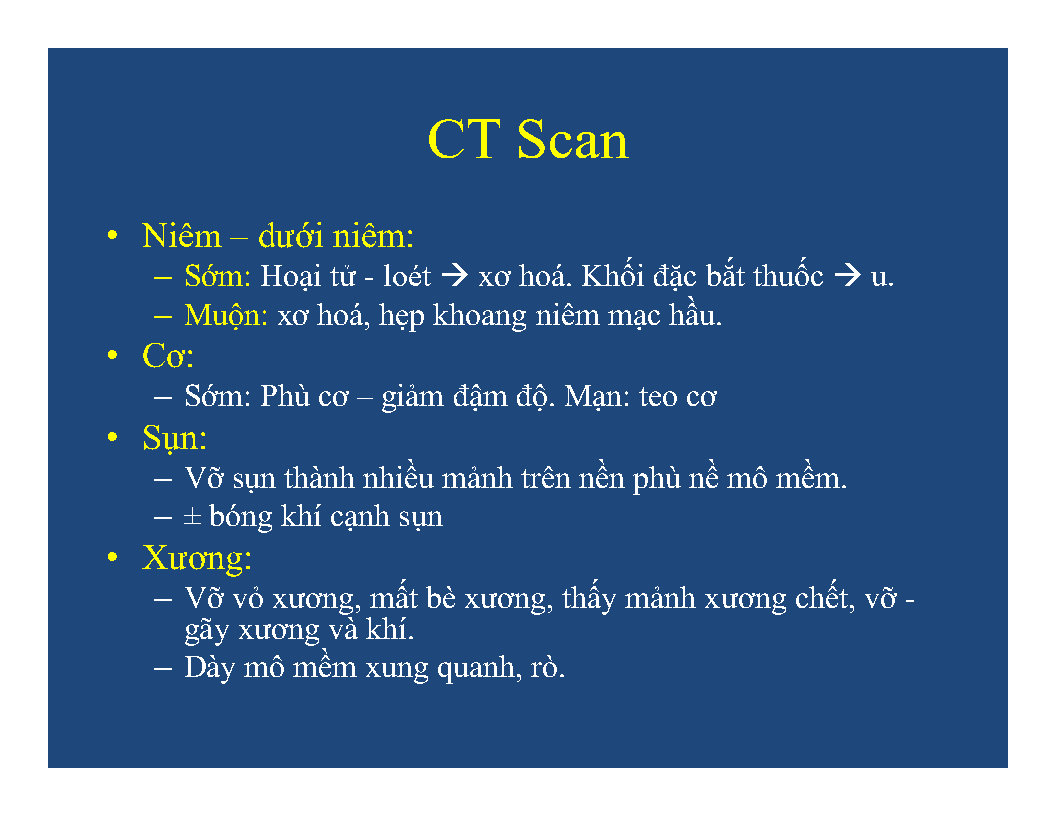 CT Scan
• Niêm – dưới niêm:
– Sớm: Hoại tử - loét → xơ hoá. Khối đặc bắt thuốc → u.
– Muộn: xơ hoá, hẹp khoang niêm mạc hầu.
• Cơ:
– Sớm: Phù cơ – giảm đậm độ. Mạn: teo cơ
• Sụn:
– Vỡ sụn thành nhiều mảnh trên nền phù nề mô mềm.
– ± bóng khí cạnh sụn
• Xương:
– Vỡ vỏ xương, mất bè xương, thấy mảnh xương chết, vỡ -
gãy xương và khí.
– Dày mô mềm xung quanh, rò.